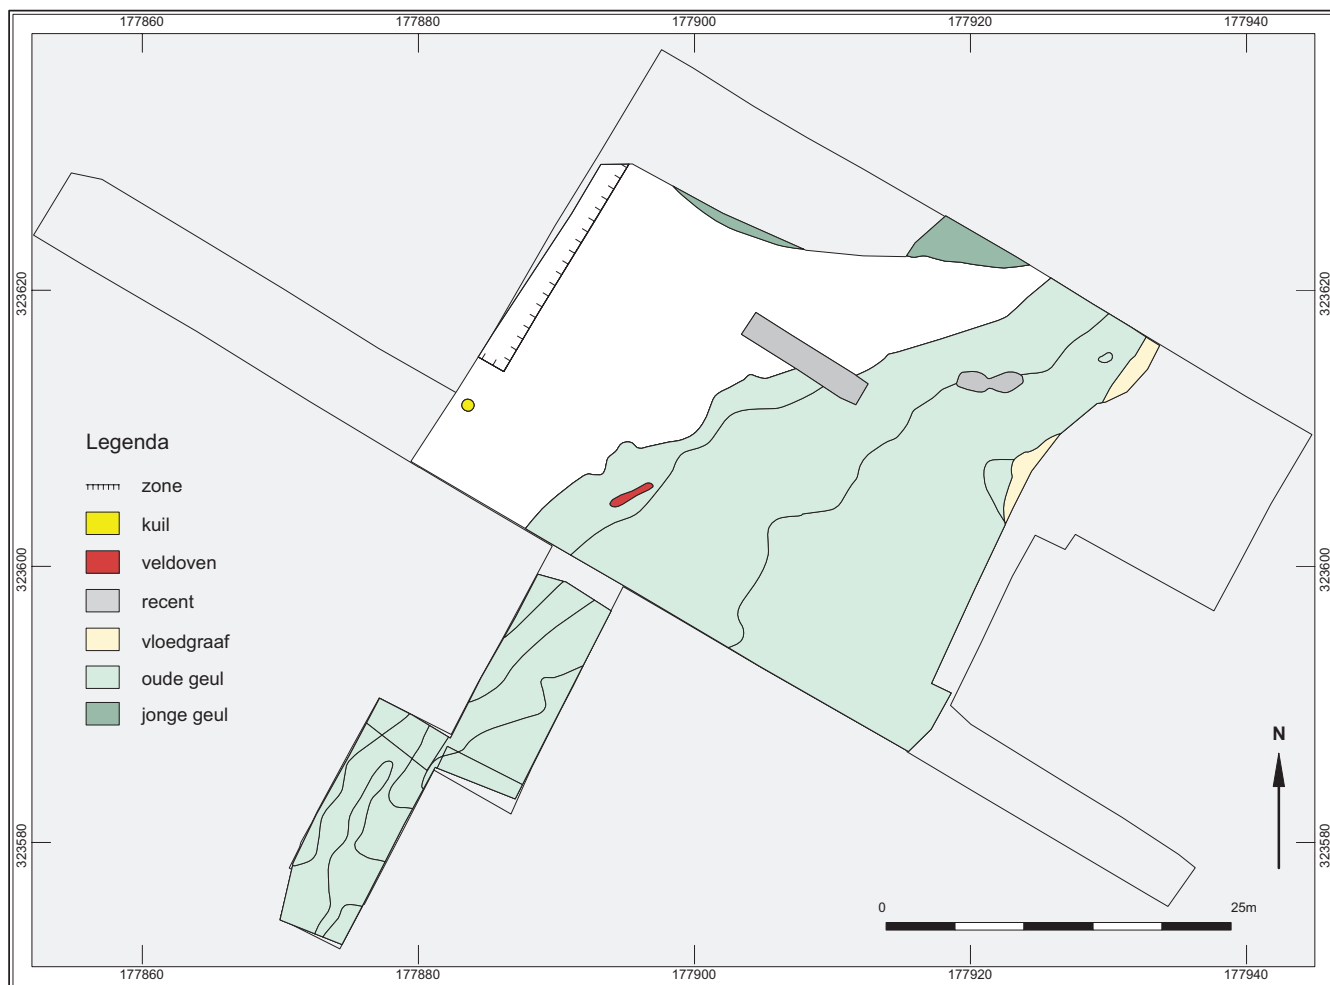 177860 177880 177900 177920 177940
323620 323620
Legenda
zone
kuil
veldoven
recent
vloedgraaf
oude geul
jonge geul
323600 323600
N
323580 323580
0 25m
177860 177880 177900 177920 177940